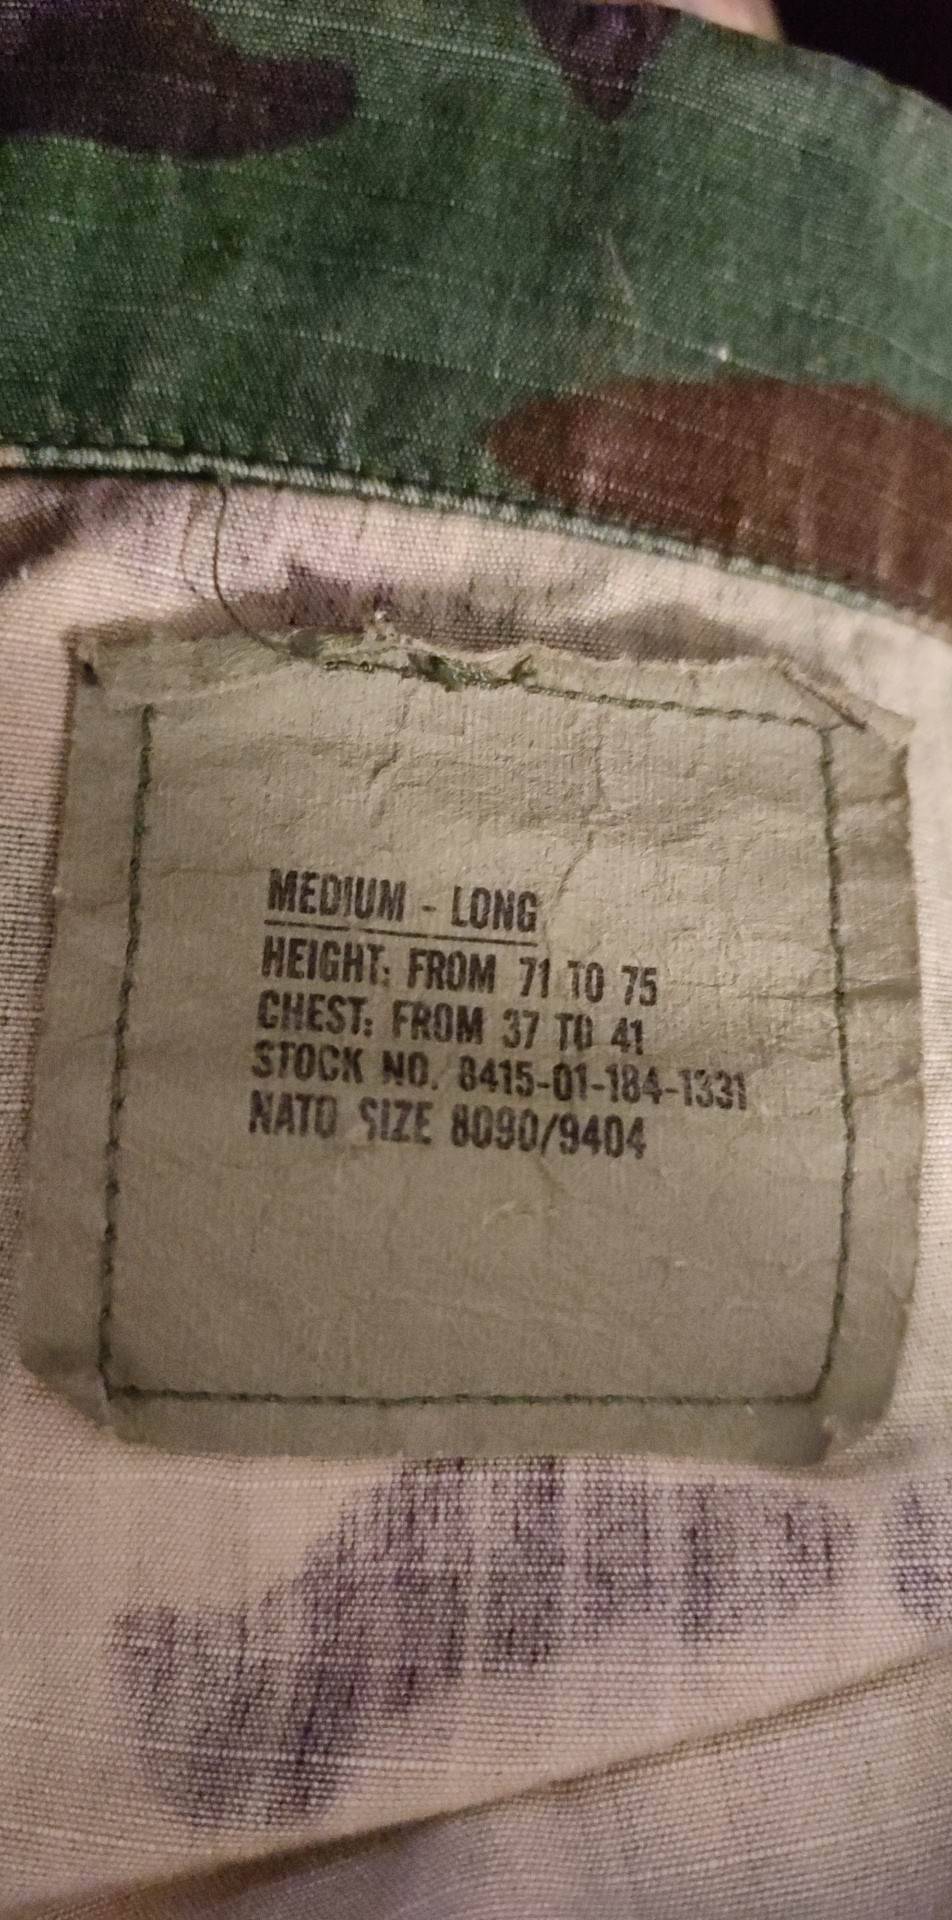 MEDIUM - LONG
HEIGHT: FROM 71 TO 75
CHEST: FROM 37 TO 41
STOCK NO. 8415-01-184-1331
NATO SIZE 8090/9404